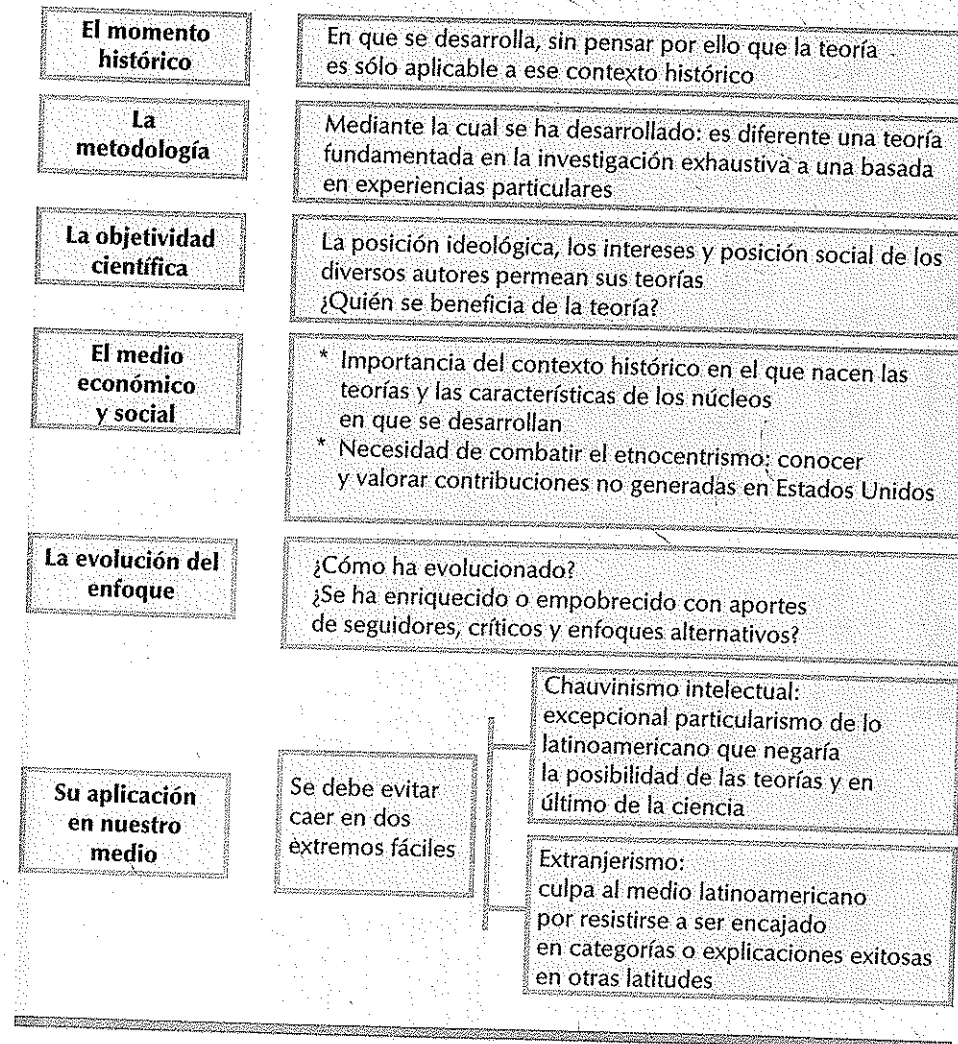 El momento
histórico
En que se desarrolla, sin pensar por ello que la teoría
es sólo aplicable a ese contexto histórico
La
metodología
Mediante la cual se ha desarrollado: es diferente una teoría
fundamentada en la investigación exhaustiva a una basada
en experiencias particulares
La objetividad
científica
La posición ideológica, los intereses y posición social de los
diversos autores permean sus teorías
¿Quién se beneficia de la teoría?
El medio
económico
y social
* Importancia del contexto histórico en el que nacen las
teorías y las características de los núcleos
en que se desarrollan
* Necesidad de combatir el etnocentrismo: conocer
y valorar contribuciones no generadas en Estados Unidos
La evolución del
enfoque
¿Cómo ha evolucionado?
¿Se ha enriquecido o empobrecido con aportes
de seguidores, críticos y enfoques alternativos?
Su aplicación
en nuestro
medio
Se debe evitar
caer en dos
extremos fáciles
Chauvinismo intelectual:
excepcional particularismo de lo
latinoamericano que negaría
la posibilidad de las teorías y en
último de la ciencia
Extranjerismo:
culpa al medio latinoamericano
por resistirse a ser encajado
en categorías o explicaciones exitosas
en otras latitudes